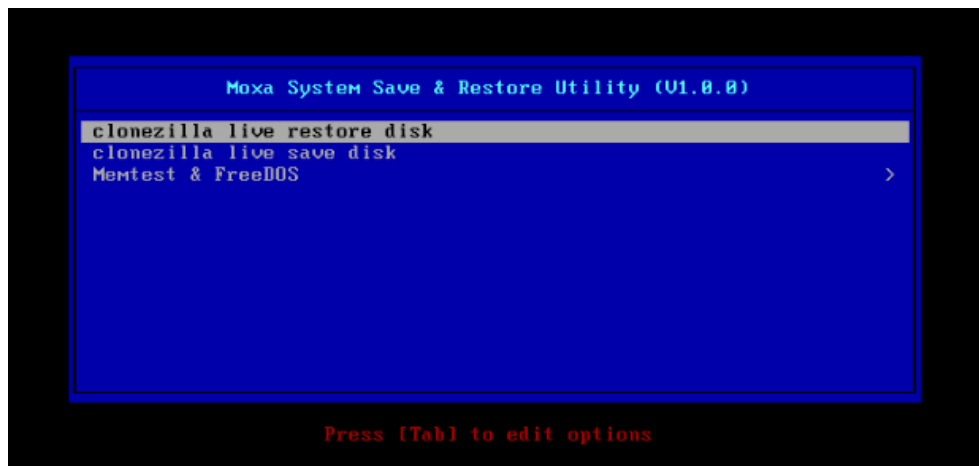 Moxa System Save & Restore Utility (V1.0.0)
clonezilla live restore disk
clonezilla live save disk
Memtest & FreeDOS >
Press [Tab] to edit options